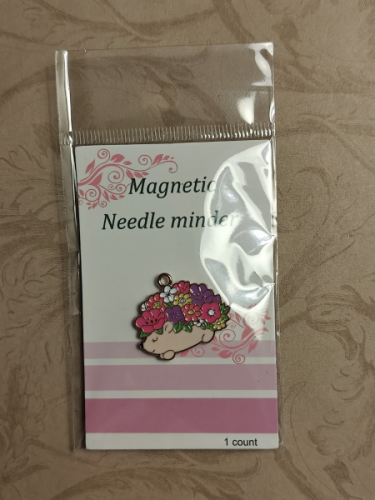 Magnetic
Needle minder
1 count